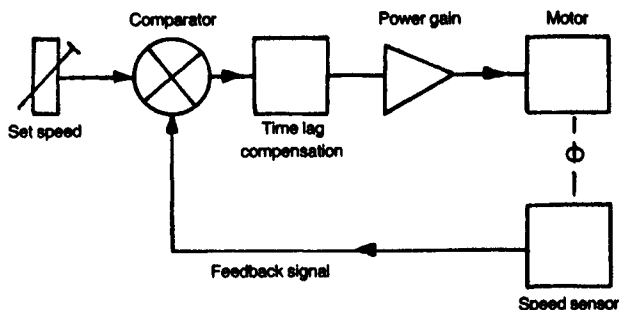 Comparator
Power gain
Motor
Set speed
Time lag
compensation
Feedback signal
Speed sensor